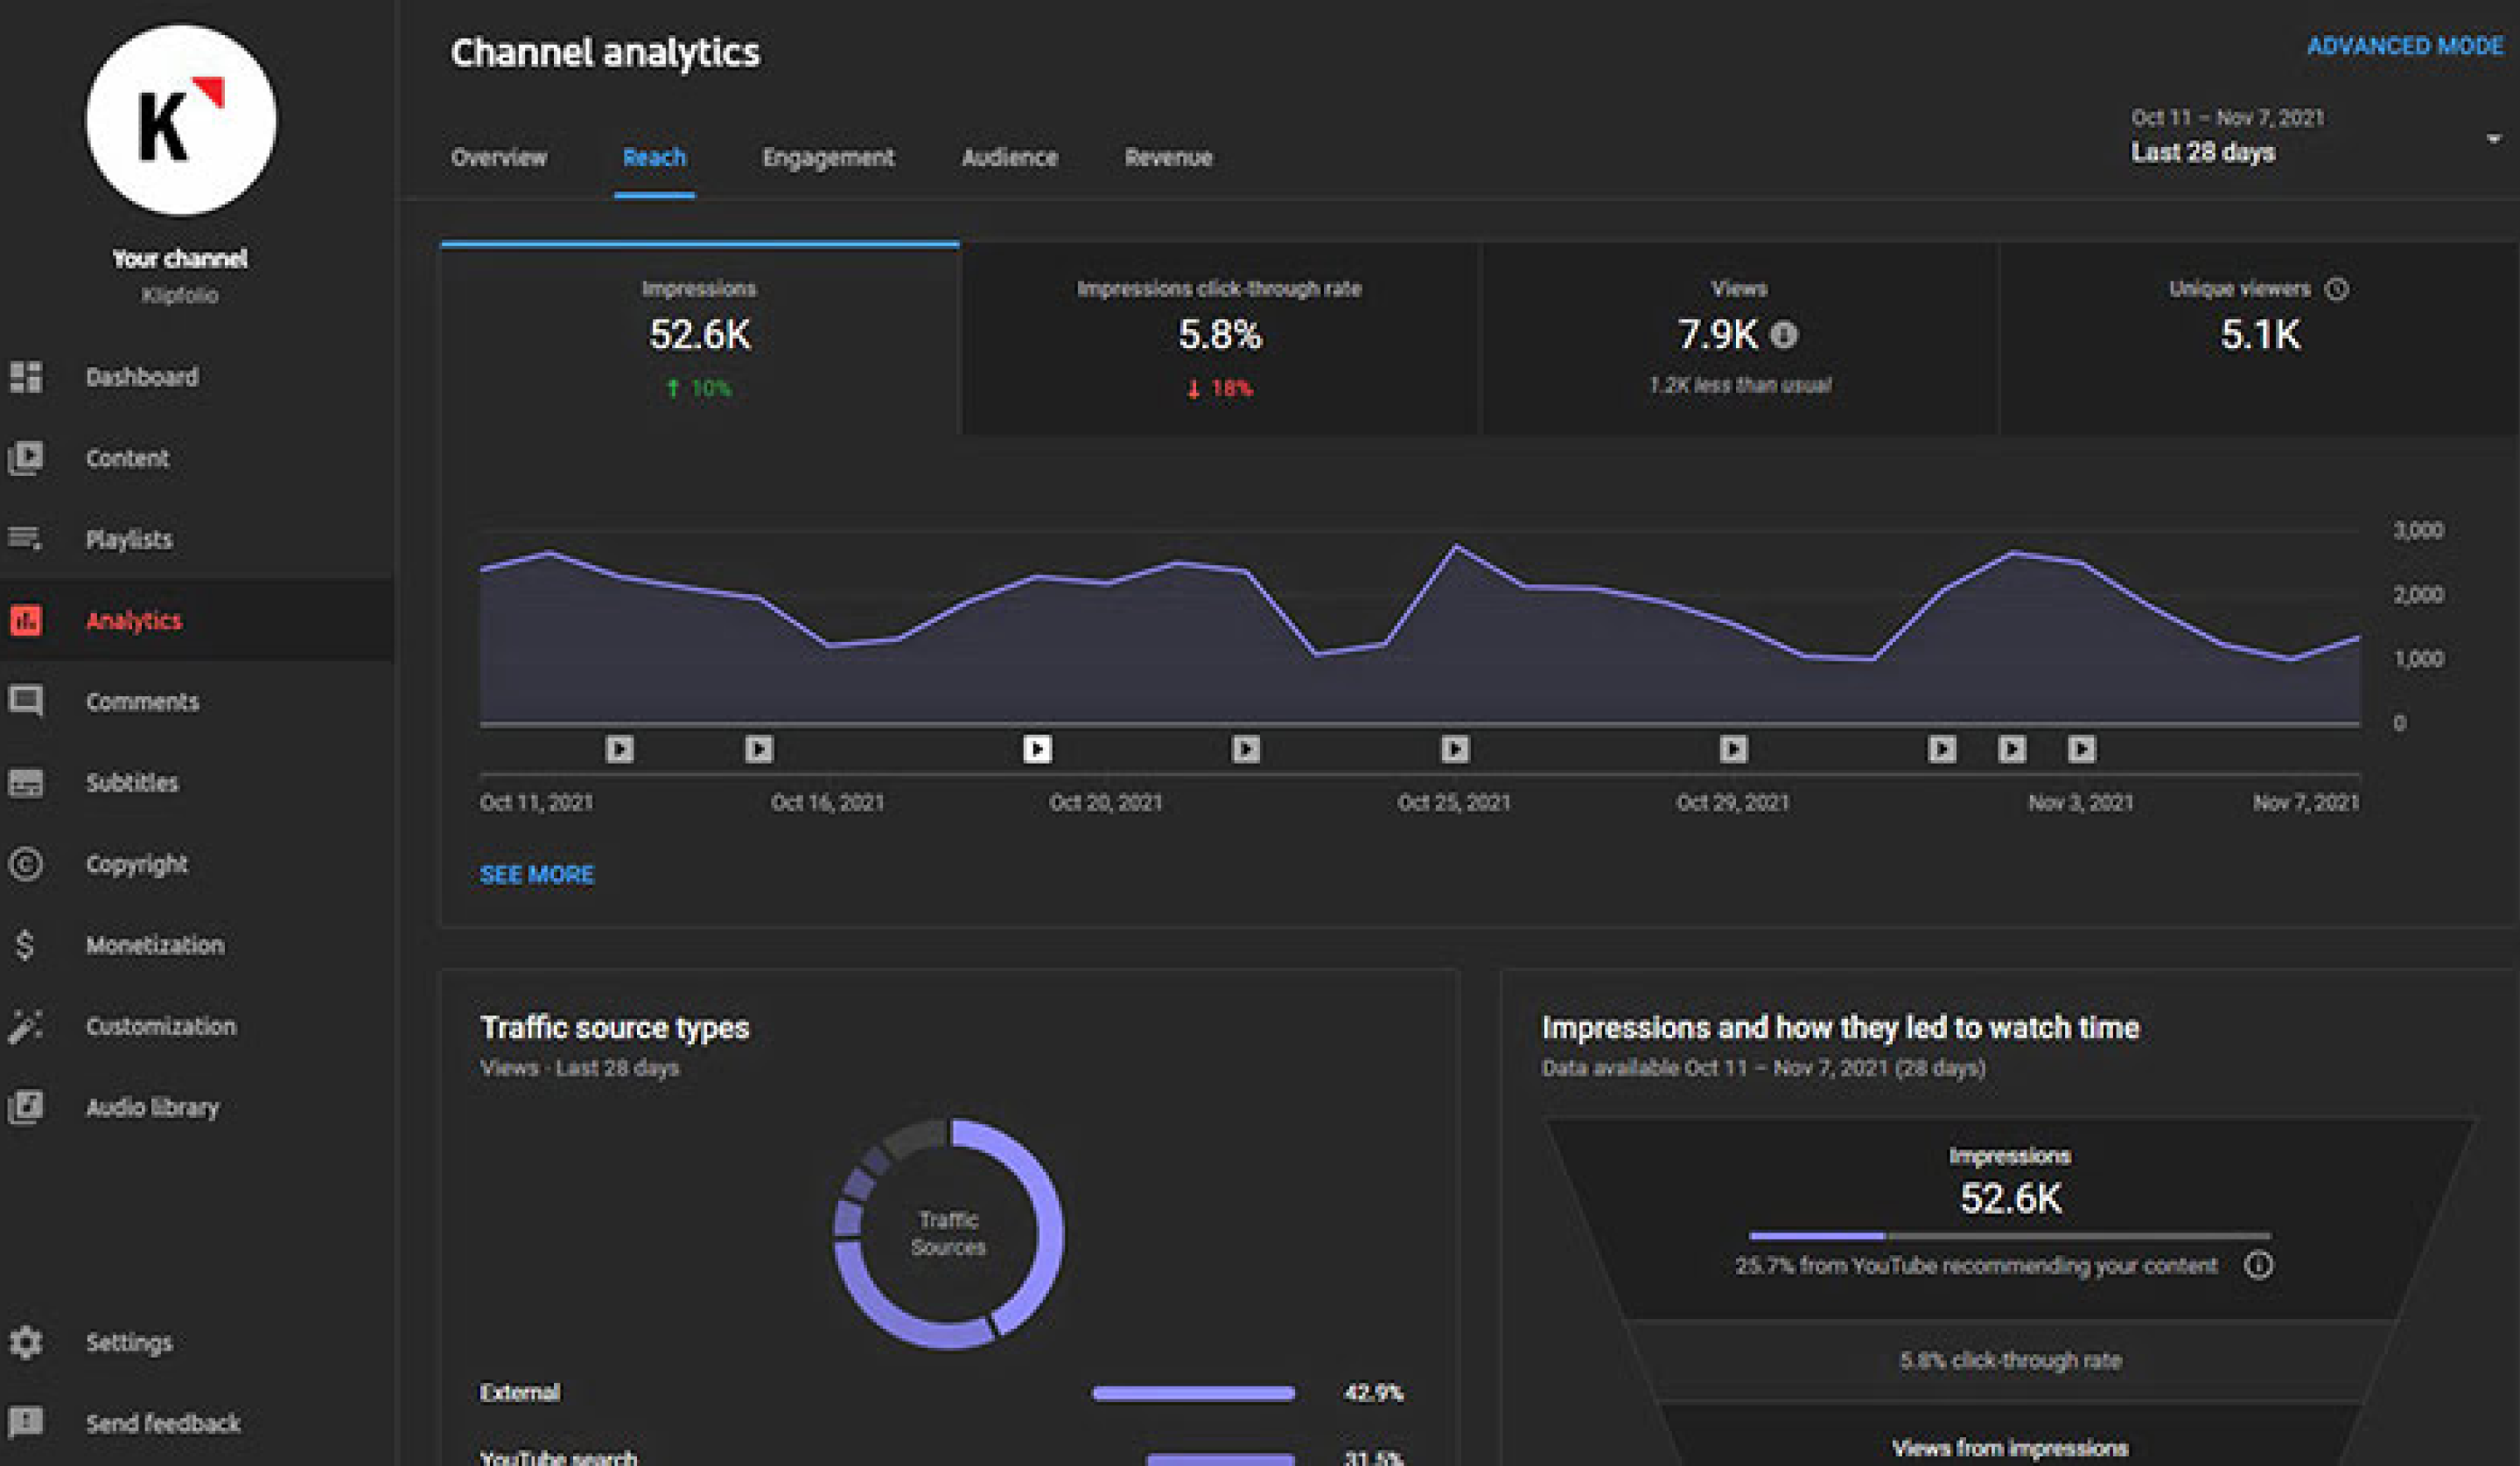 K
Your channel
Klipfolio
Dashboard
Content
Playlists
Analytics
Comments
Subtitles
Copyright
Monetization
Customization
Audio library
Settings
Send feedback
Channel analytics
ADVANCED MODE
Overview Reach Engagement Audience Revenue
Oct 11 – Nov 7, 2021
Last 28 days
Impressions
52.6K
↑ 10%
Impressions click-through rate
5.8%
↓ 18%
Views
7.9K
1.2K less than usual
Unique viewers
5.1K
3,000
2,000
1,000
0
Oct 11, 2021 Oct 16, 2021 Oct 20, 2021 Oct 25, 2021 Oct 29, 2021 Nov 3, 2021 Nov 7, 2021
SEE MORE
Traffic source types
Views · Last 28 days
Traffic
Sources
External 42.9%
YouTube search 31.5%
Impressions and how they led to watch time
Data available Oct 11 – Nov 7, 2021 (28 days)
Impressions
52.6K
25.7% from YouTube recommending your content
5.8% click-through rate
Views from impressions